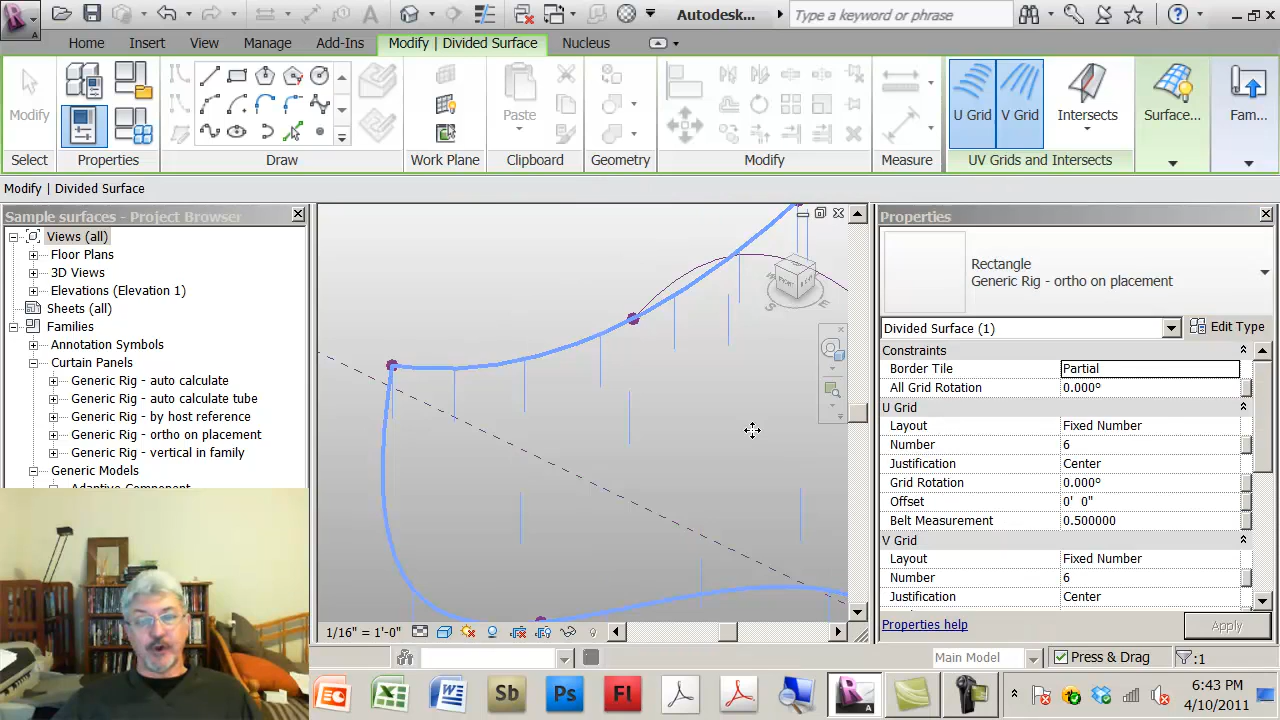 Autodesk...
Type a keyword or phrase
Home
Insert
View
Manage
Add-Ins
Modify | Divided Surface
Nucleus
Modify
Paste
U Grid
V Grid
Intersects
Surface...
Fam...
Select
Properties
Draw
Work Plane
Clipboard
Geometry
Modify
Measure
UV Grids and Intersects
Modify | Divided Surface
Sample surfaces - Project Browser
Views (all)
Floor Plans
3D Views
Elevations (Elevation 1)
Sheets (all)
Families
Annotation Symbols
Curtain Panels
Generic Rig - auto calculate
Generic Rig - auto calculate tube
Generic Rig - by host reference
Generic Rig - ortho on placement
Generic Rig - vertical in family
Generic Models
Adaptive Component
S
E
1/16" = 1'-0"
Properties
Rectangle
Generic Rig - ortho on placement
Divided Surface (1)
Edit Type
Constraints
Border Tile Partial
All Grid Rotation 0.000°
U Grid
Layout Fixed Number
Number 6
Justification Center
Grid Rotation 0.000°
Offset 0' 0"
Belt Measurement 0.500000
V Grid
Layout Fixed Number
Number 6
Justification Center
Properties help
Apply
Main Model
Press & Drag
:1
Sb
Ps
Fl
6:43 PM
4/10/2011